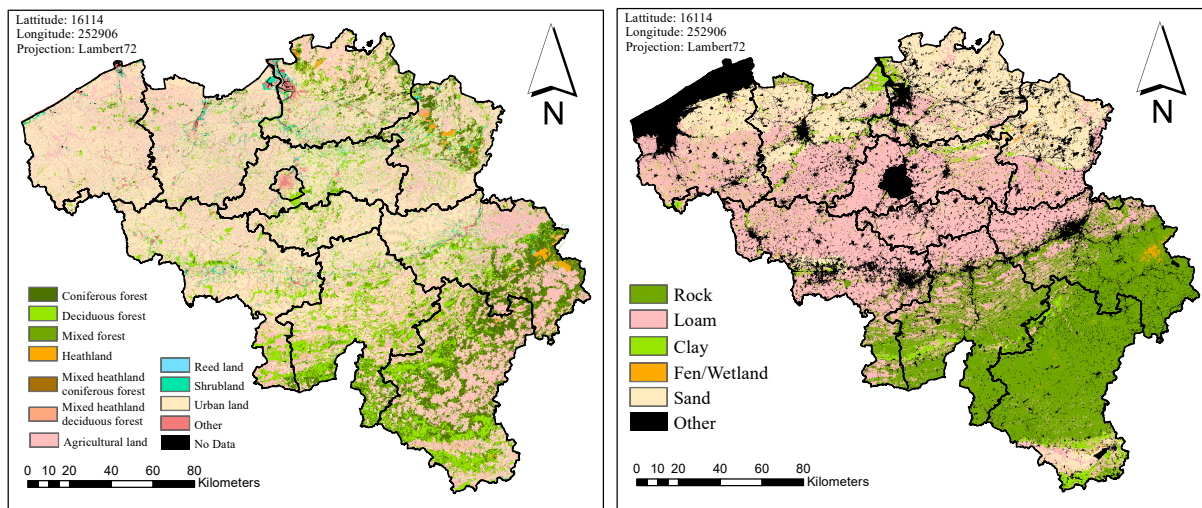 Lattitude: 16114
Longitude: 252906
Projection: Lambert72
N
Coniferous forest
Deciduous forest
Mixed forest
Heathland
Mixed heathland
coniferous forest
Mixed heathland
deciduous forest
Agricultural land
Reed land
Shrubland
Urban land
Other
No Data
0 10 20 40 60 80
Kilometers
Lattitude: 16114
Longitude: 252906
Projection: Lambert72
N
Rock
Loam
Clay
Fen/Wetland
Sand
Other
0 10 20 40 60 80
Kilometers